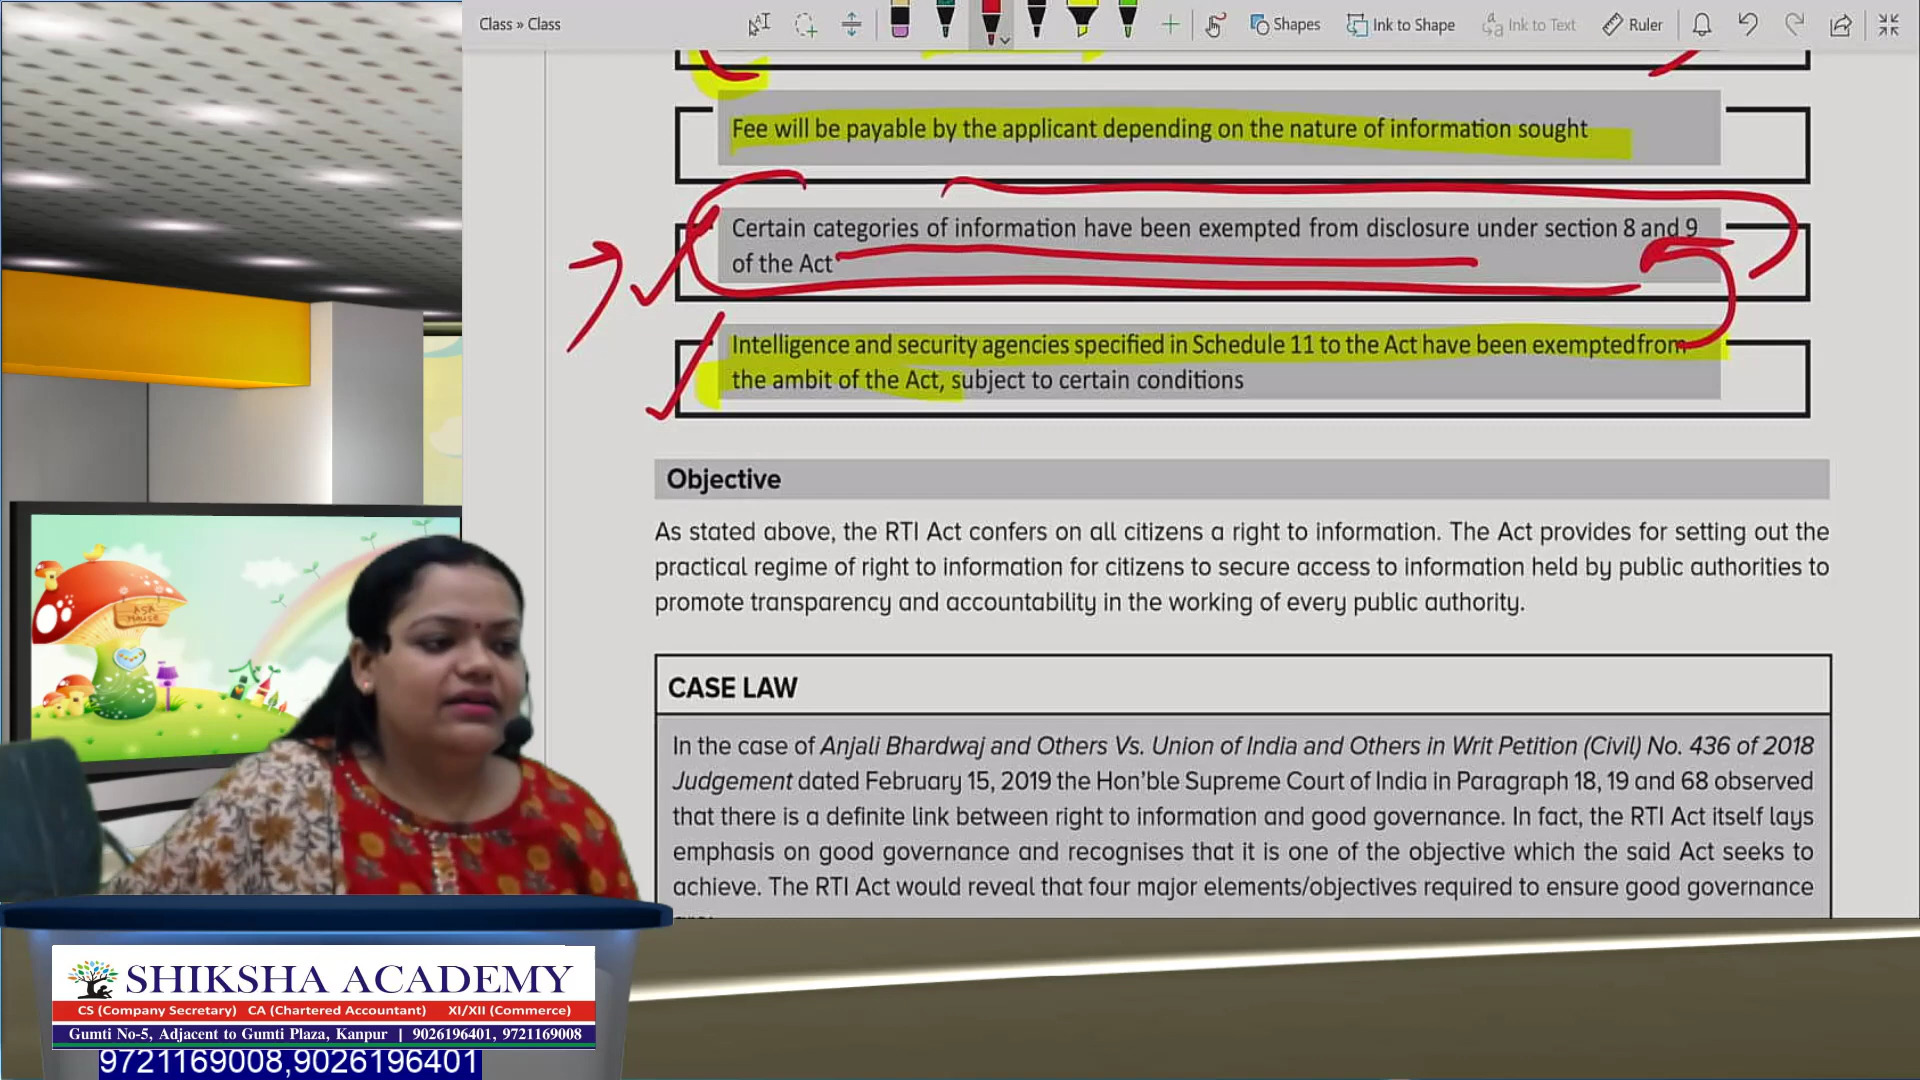 Class » Class
Shapes
Ink to Shape
Ink to Text
Ruler
Fee will be payable by the applicant depending on the nature of information sought
Certain categories of information have been exempted from disclosure under section 8 and 9
of the Act
Intelligence and security agencies specified in Schedule 11 to the Act have been exemptedfrom
the ambit of the Act, subject to certain conditions
Objective
As stated above, the RTI Act confers on all citizens a right to information. The Act provides for setting out the
practical regime of right to information for citizens to secure access to information held by public authorities to
promote transparency and accountability in the working of every public authority.
CASE LAW
In the case of Anjali Bhardwaj and Others Vs. Union of India and Others in Writ Petition (Civil) No. 436 of 2018
Judgement dated February 15, 2019 the Hon'ble Supreme Court of India in Paragraph 18, 19 and 68 observed
that there is a definite link between right to information and good governance. In fact, the RTI Act itself lays
emphasis on good governance and recognises that it is one of the objective which the said Act seeks to
achieve. The RTI Act would reveal that four major elements/objectives required to ensure good governance
SHIKSHA ACADEMY
CS (Company Secretary) CA (Chartered Accountant) XI/XII (Commerce)
Gumti No-5, Adjacent to Gumti Plaza, Kanpur | 9026196401, 9721169008
9721169008,9026196401